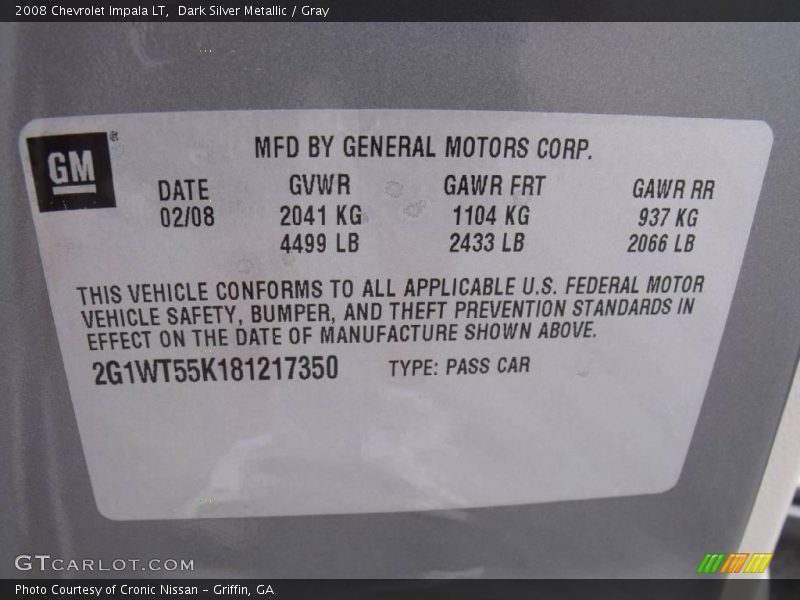 2008 Chevrolet Impala LT, Dark Silver Metallic / Gray
GM®
MFD BY GENERAL MOTORS CORP.
DATE GVWR GAWR FRT GAWR RR
02/08 2041 KG 1104 KG 937 KG
4499 LB 2433 LB 2066 LB
THIS VEHICLE CONFORMS TO ALL APPLICABLE U.S. FEDERAL MOTOR
VEHICLE SAFETY, BUMPER, AND THEFT PREVENTION STANDARDS IN
EFFECT ON THE DATE OF MANUFACTURE SHOWN ABOVE.
2G1WT55K181217350 TYPE: PASS CAR
GTCARLOT.COM
Photo Courtesy of Cronic Nissan – Griffin, GA